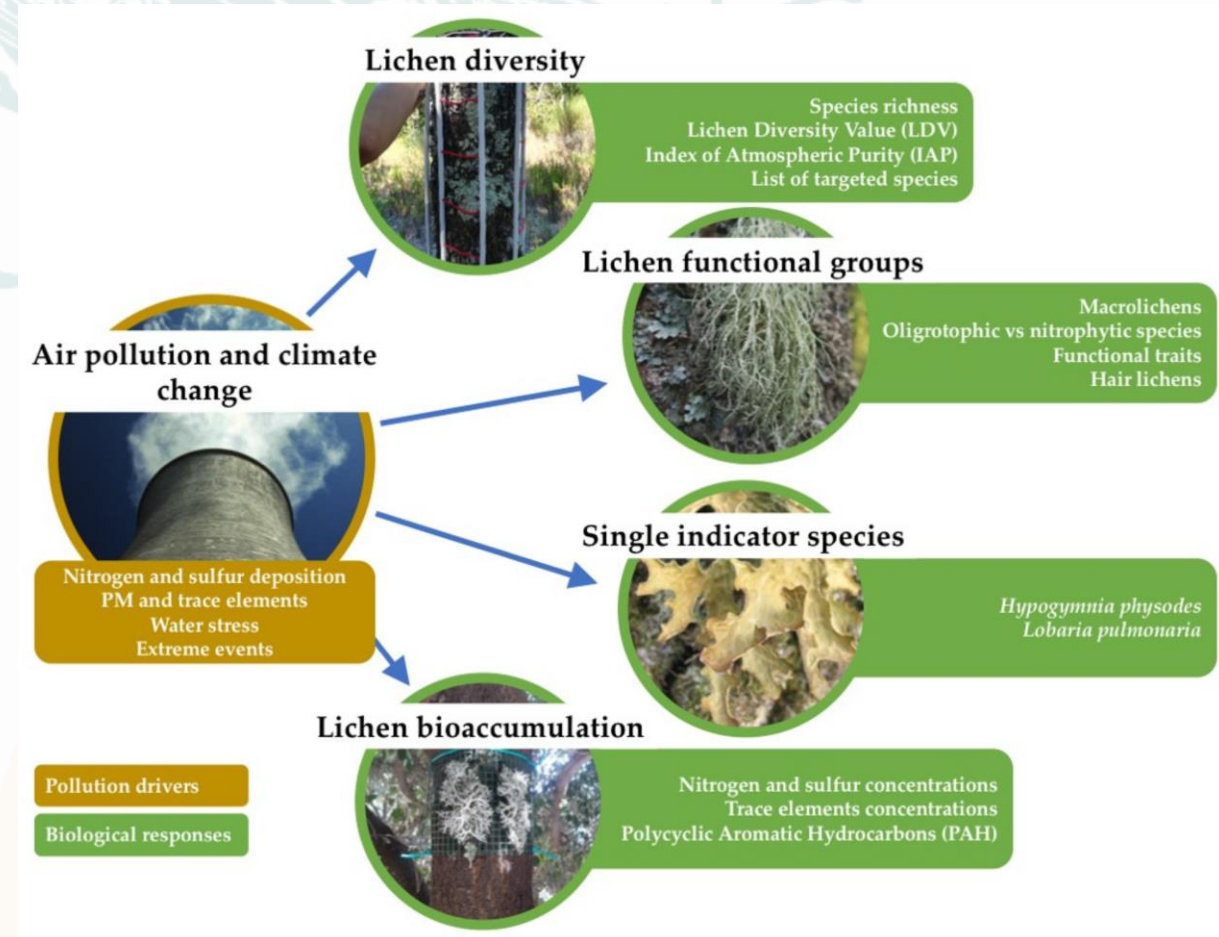 Lichen diversity
Species richness
Lichen Diversity Value (LDV)
Index of Atmospheric Purity (IAP)
List of targeted species
Lichen functional groups
Macrolichens
Oligrotophic vs nitrophytic species
Functional traits
Hair lichens
Air pollution and climate
change
Nitrogen and sulfur deposition
PM and trace elements
Water stress
Extreme events
Single indicator species
Hypogymnia physodes
Lobaria pulmonaria
Lichen bioaccumulation
Nitrogen and sulfur concentrations
Trace elements concentrations
Polycyclic Aromatic Hydrocarbons (PAH)
Pollution drivers
Biological responses